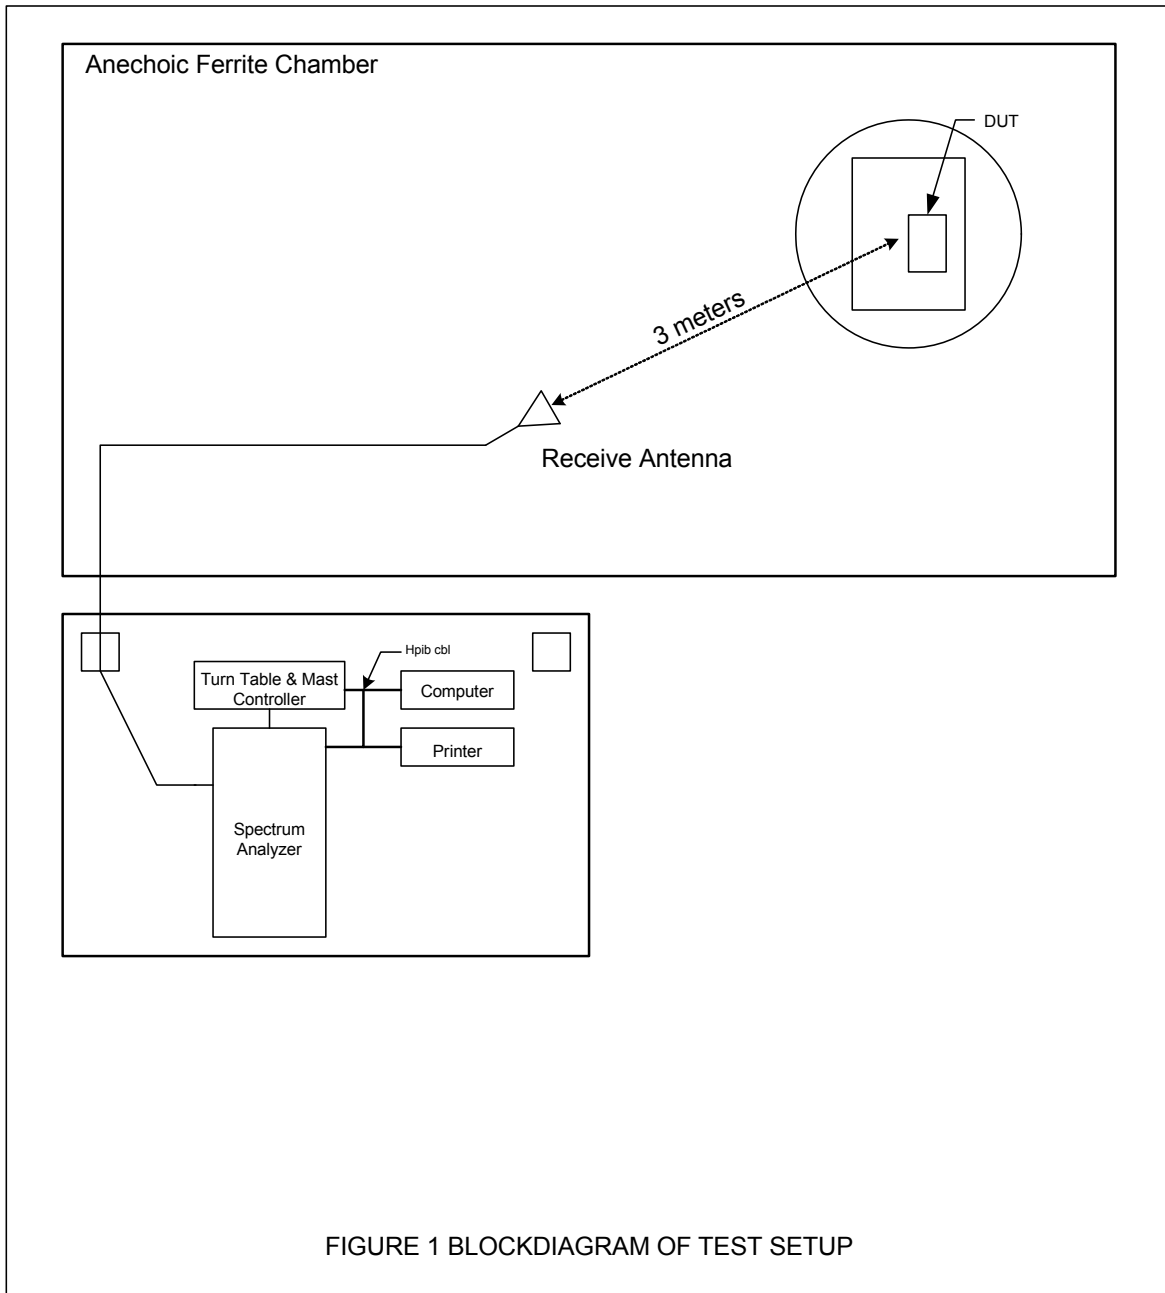 Anechoic Ferrite Chamber
DUT
3 meters
Receive Antenna
Hpib cbl
Turn Table & Mast
Controller
Computer
Printer
Spectrum
Analyzer
FIGURE 1 BLOCKDIAGRAM OF TEST SETUP